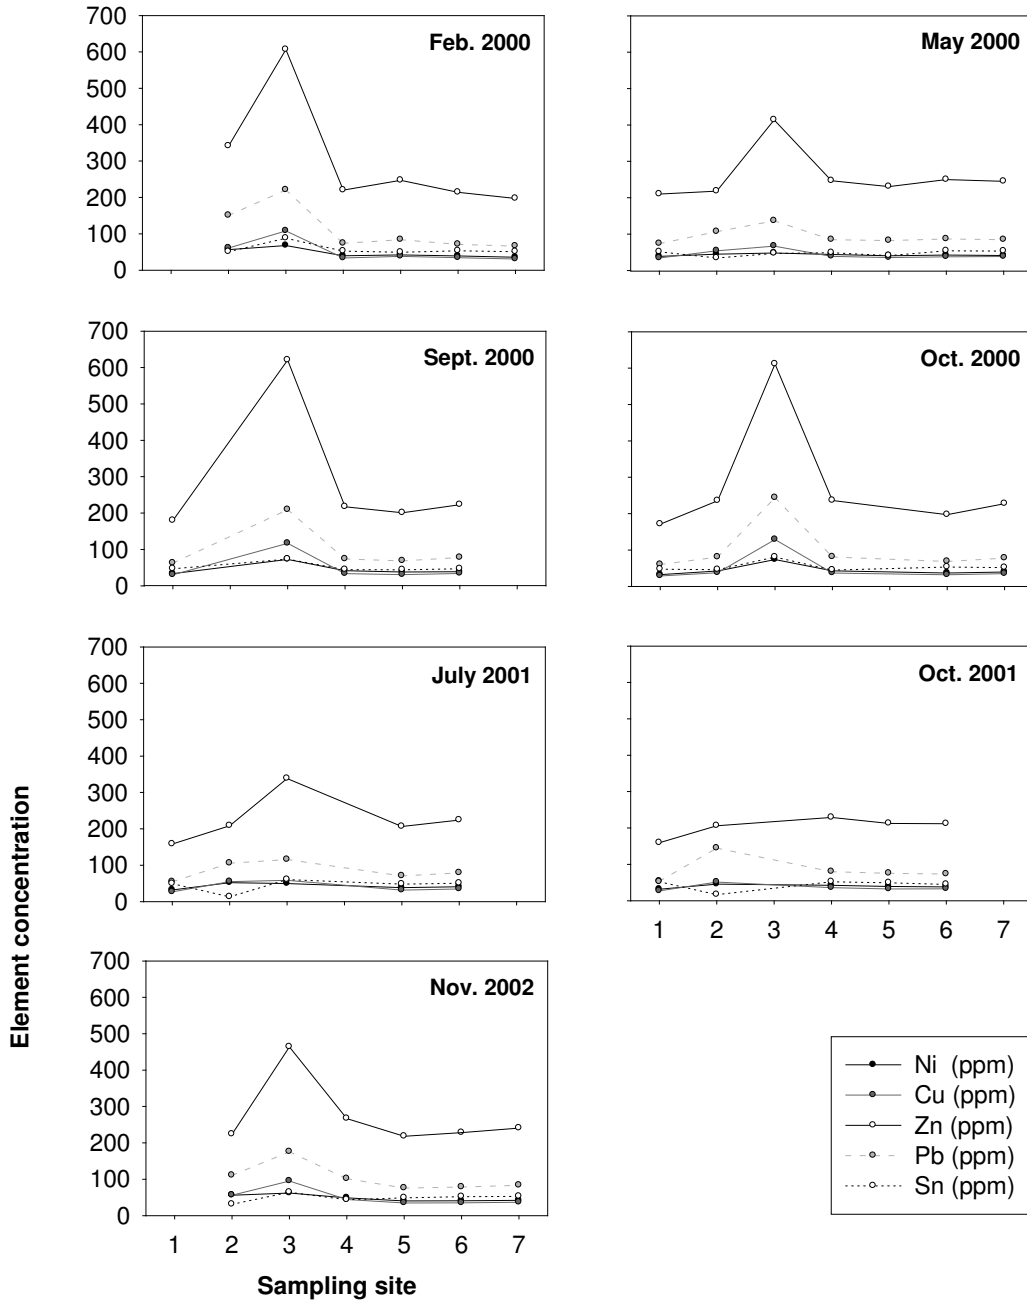 700
600
500
400
300
200
100
0
Feb. 2000
May 2000
700
600
500
400
300
200
100
0
Sept. 2000
Oct. 2000
700
600
500
400
300
200
100
0
July 2001
Oct. 2001
1 2 3 4 5 6 7
700
600
500
400
300
200
100
0
Nov. 2002
1 2 3 4 5 6 7
Element concentration
Sampling site
Ni (ppm)
Cu (ppm)
Zn (ppm)
Pb (ppm)
Sn (ppm)